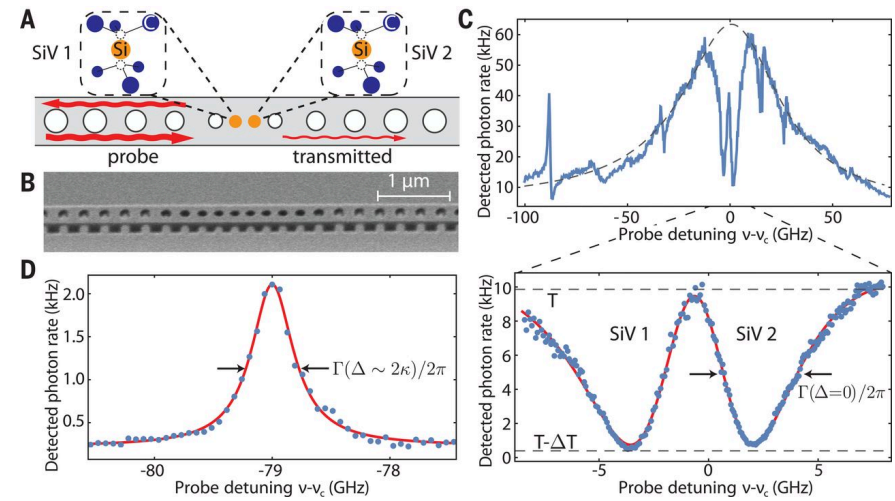 A
SiV 1
Si
Si
SiV 2
probe
transmitted
B
1 µm
C
Detected photon rate (kHz)
60
50
40
30
20
10
-100
-50
0
50
Probe detuning ν-νc (GHz)
D
Detected photon rate (kHz)
2.0
1.5
1.0
0.5
Γ(Δ ∼ 2κ)/2π
-80
-79
-78
Probe detuning ν-νc (GHz)
Detected photon rate (kHz)
10
8
6
4
2
0
T
SiV 1
SiV 2
Γ(Δ=0)/2π
T-ΔT
-5
0
5
Probe detuning ν-νc (GHz)